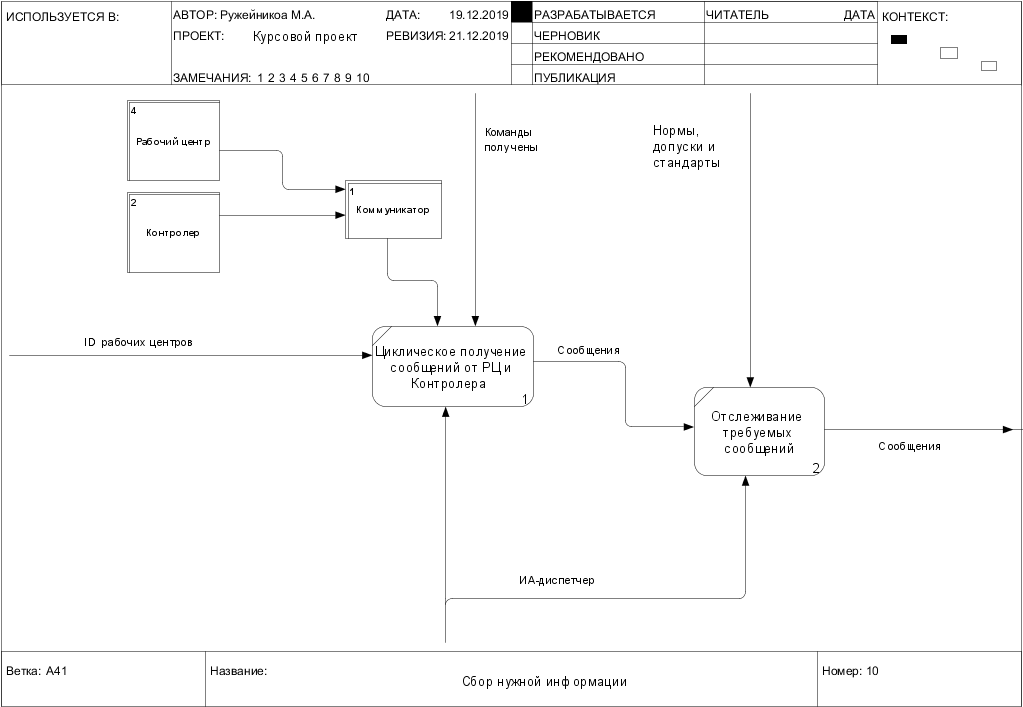 ИСПОЛЬЗУЕТСЯ В:
АВТОР: Ружейникоа М.А.
ДАТА: 19.12.2019
ПРОЕКТ: Курсовой проект
РЕВИЗИЯ: 21.12.2019
ЗАМЕЧАНИЯ: 1 2 3 4 5 6 7 8 9 10
РАЗРАБАТЫВАЕТСЯ
ЧЕРНОВИК
РЕКОМЕНДОВАНО
ПУБЛИКАЦИЯ
ЧИТАТЕЛЬ ДАТА
КОНТЕКСТ:
4
Рабочий центр
2
Контролер
1
Коммуникатор
Команды
получены
Нормы,
допуски и
стандарты
ID рабочих центров
Циклическое получение
сообщений от РЦ и
Контролера
1
Сообщения
Отслеживание
требуемых
сообщений
2
Сообщения
ИА-диспетчер
Ветка: A41
Название:
Сбор нужной информации
Номер: 10